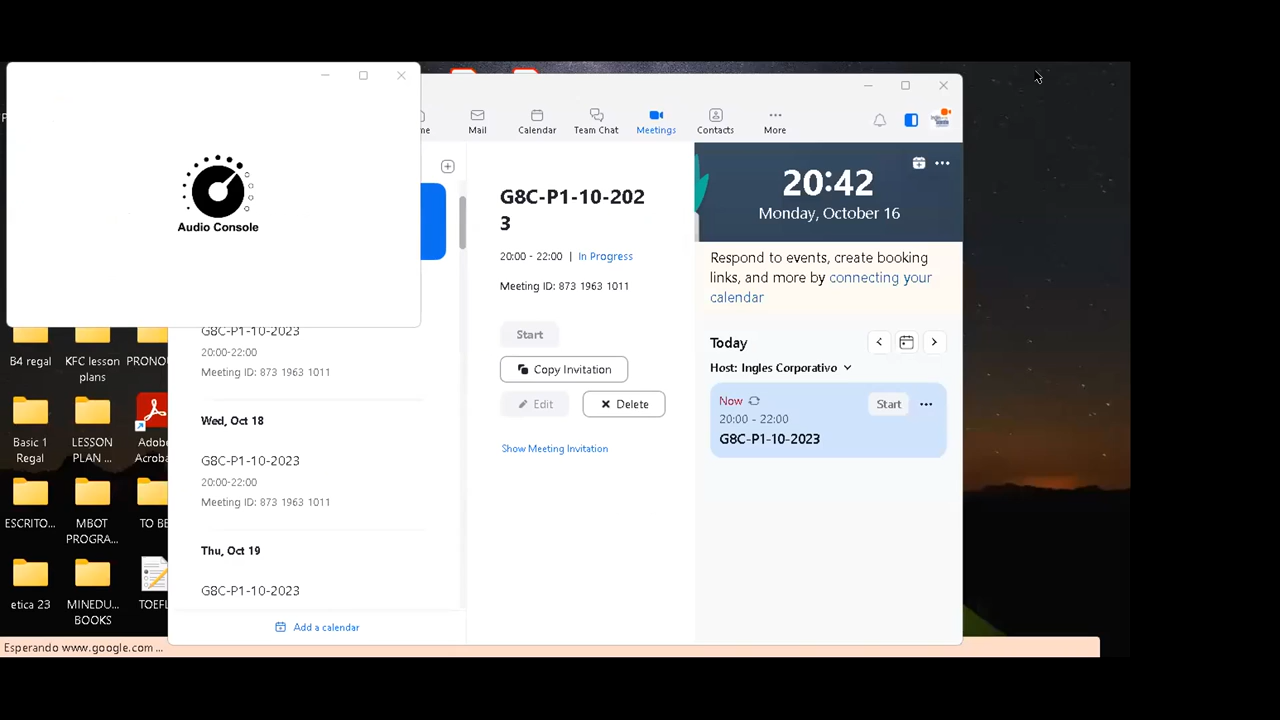 Audio Console
me
Mail
Calendar
Team Chat
Meetings
Contacts
More
G8C-P1-10-2023
20:00-22:00
Meeting ID: 873 1963 1011
Wed, Oct 18
G8C-P1-10-2023
20:00-22:00
Meeting ID: 873 1963 1011
Thu, Oct 19
G8C-P1-10-2023
Add a calendar
G8C-P1-10-202
3
20:00 - 22:00 | In Progress
Meeting ID: 873 1963 1011
Start
Copy Invitation
Edit
Delete
Show Meeting Invitation
20:42
Monday, October 16
Respond to events, create booking
links, and more by connecting your
calendar
Today
Host: Ingles Corporativo
Now
Start
20:00 - 22:00
G8C-P1-10-2023
B4 regal
KFC lesson
plans
PRONO
Basic 1
Regal
LESSON
PLAN ...
Adobe
Acroba
ESCRITO...
MBOT
PROGRA...
TO BE
etica 23
MINEDU...
BOOKS
TOEFL
Esperando www.google.com ...